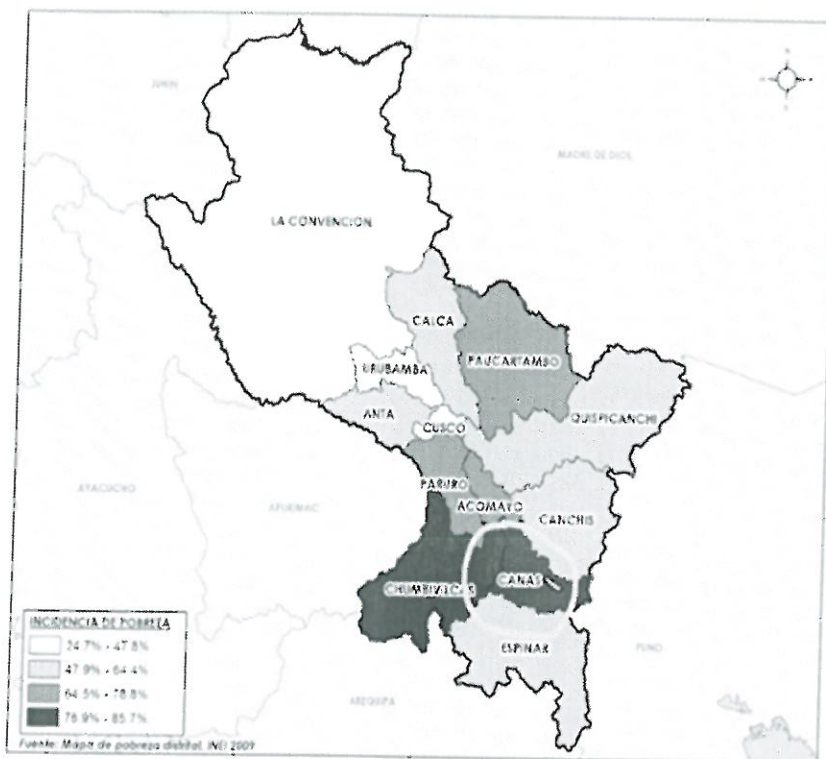 JUNIN
MADRE DE DIOS
LA CONVENCION
CALCA
PAUCARTAMBO
URUBAMBA
ANTA
CUSCO
QUISPICANCHI
PARURO
ACOMAYO
CANCHIS
AYACUCHO
APURIMAC
CHUMBIVILCAS
CANAS
ESPINAR
PUNO
AREQUIPA
INCIDENCIA DE POBREZA
24.7% - 47.8%
47.9% - 64.4%
64.5% - 78.8%
78.9% - 85.7%
Fuente: Mapa de pobreza distrital, INEI 2009